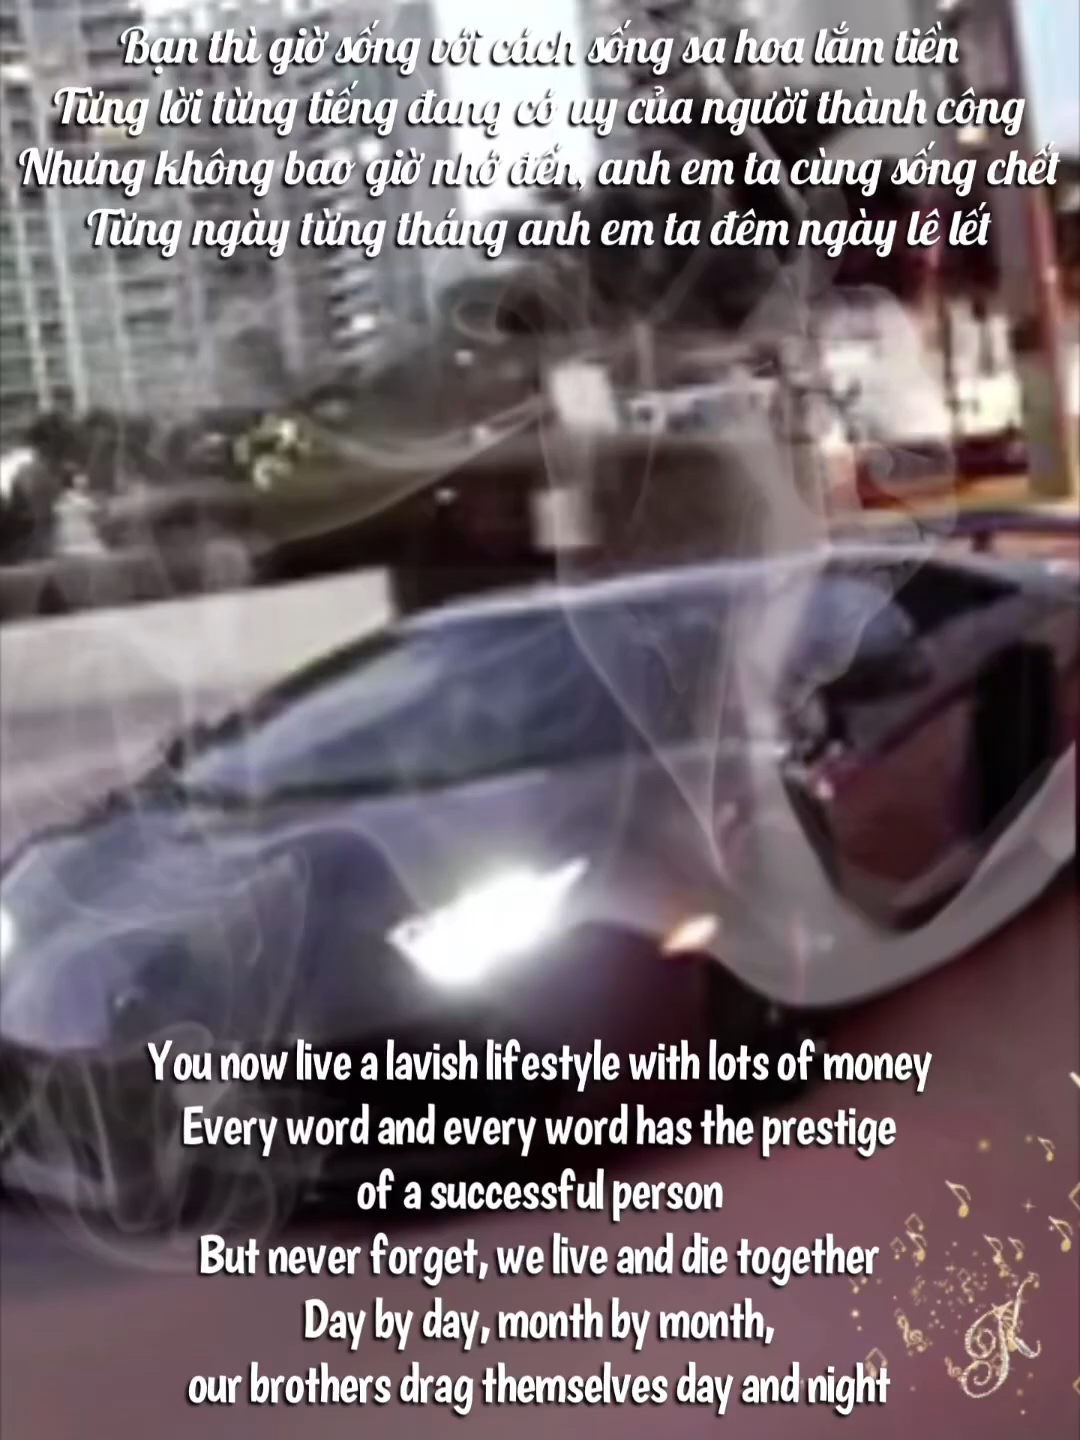 Bạn thì giờ sống với cách sống sa hoa lắm tiền
Từng lời từng tiếng đang có uy của người thành công
Nhưng không bao giờ nhớ đến, anh em ta cùng sống chết
Từng ngày từng tháng anh em ta đêm ngày lê lết
You now live a lavish lifestyle with lots of money
Every word and every word has the prestige
of a successful person
But never forget, we live and die together
Day by day, month by month,
our brothers drag themselves day and night